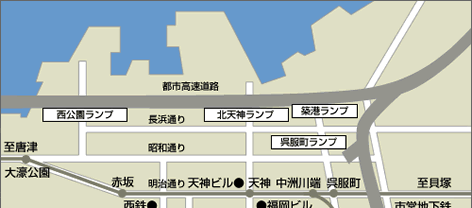 都市高速道路
西公園ランプ
北天神ランプ
築港ランプ
長浜通り
呉服町ランプ
昭和通り
至唐津
大濠公園
赤坂
明治通り
天神ビル
天神
中洲川端
呉服町
至貝塚
西鉄
福岡ビル
市営地下鉄